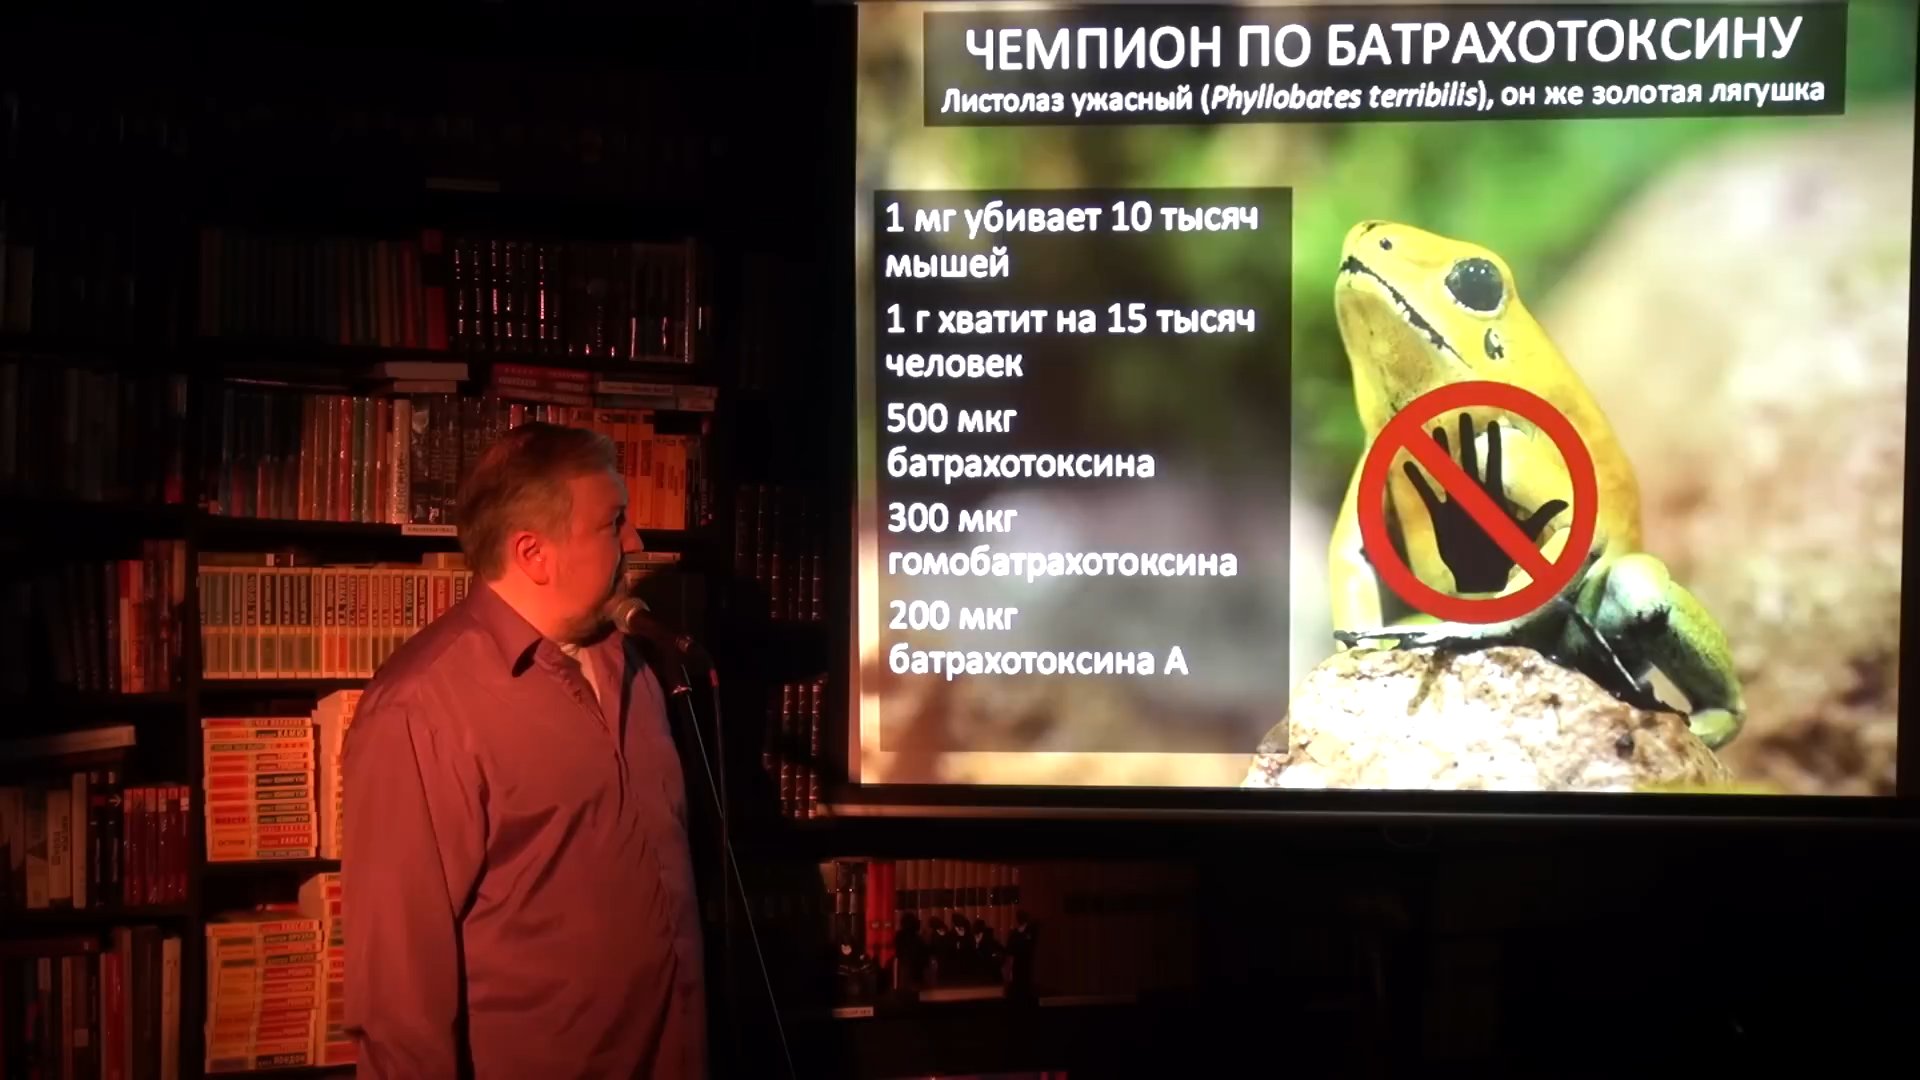 ЧЕМПИОН ПО БАТРАХОТОКСИНУ
Листолаз ужасный (Phyllobates terribilis), он же золотая лягушка
1 мг убивает 10 тысяч
мышей
1 г хватит на 15 тысяч
человек
500 мкг
батрахотоксина
300 мкг
гомобатрахотоксина
200 мкг
батрахотоксина А